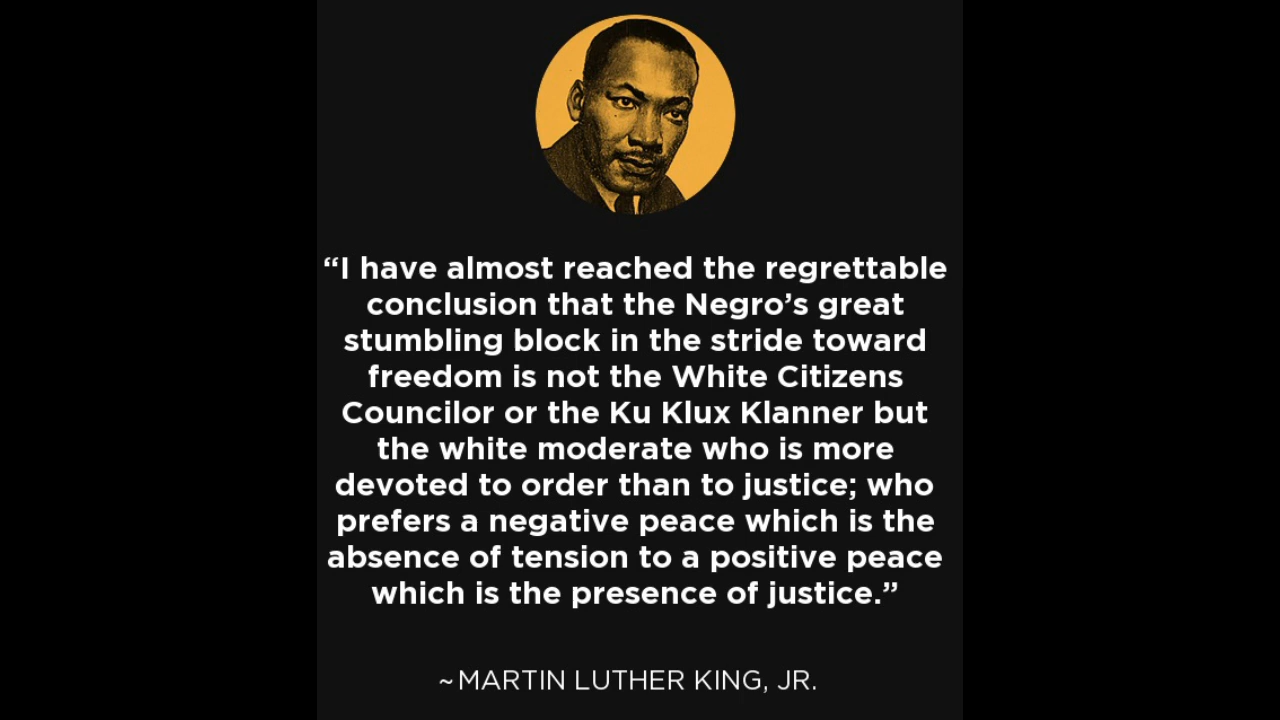 “I have almost reached the regrettable
conclusion that the Negro’s great
stumbling block in the stride toward
freedom is not the White Citizens
Councilor or the Ku Klux Klanner but
the white moderate who is more
devoted to order than to justice; who
prefers a negative peace which is the
absence of tension to a positive peace
which is the presence of justice.”
~MARTIN LUTHER KING, JR.